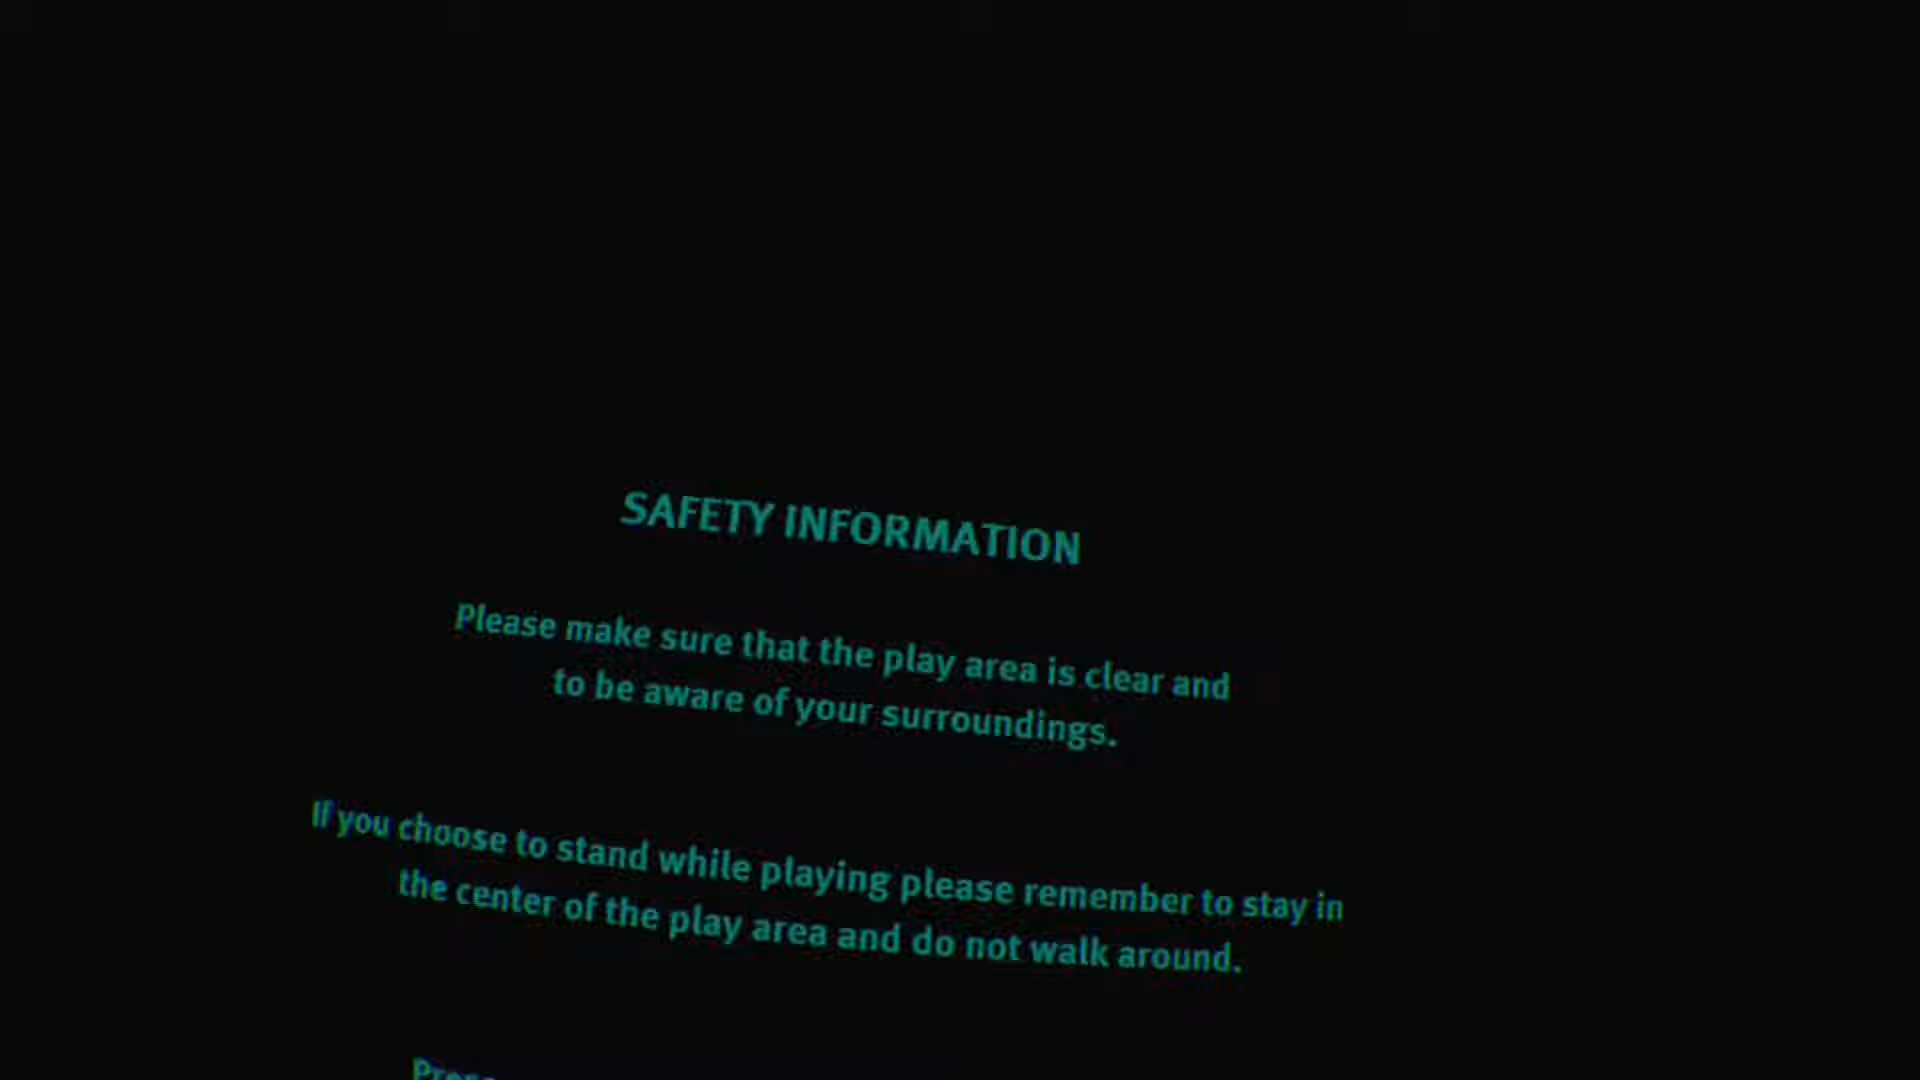 SAFETY INFORMATION
Please make sure that the play area is clear and
to be aware of your surroundings.
If you choose to stand while playing please remember to stay in
the center of the play area and do not walk around.